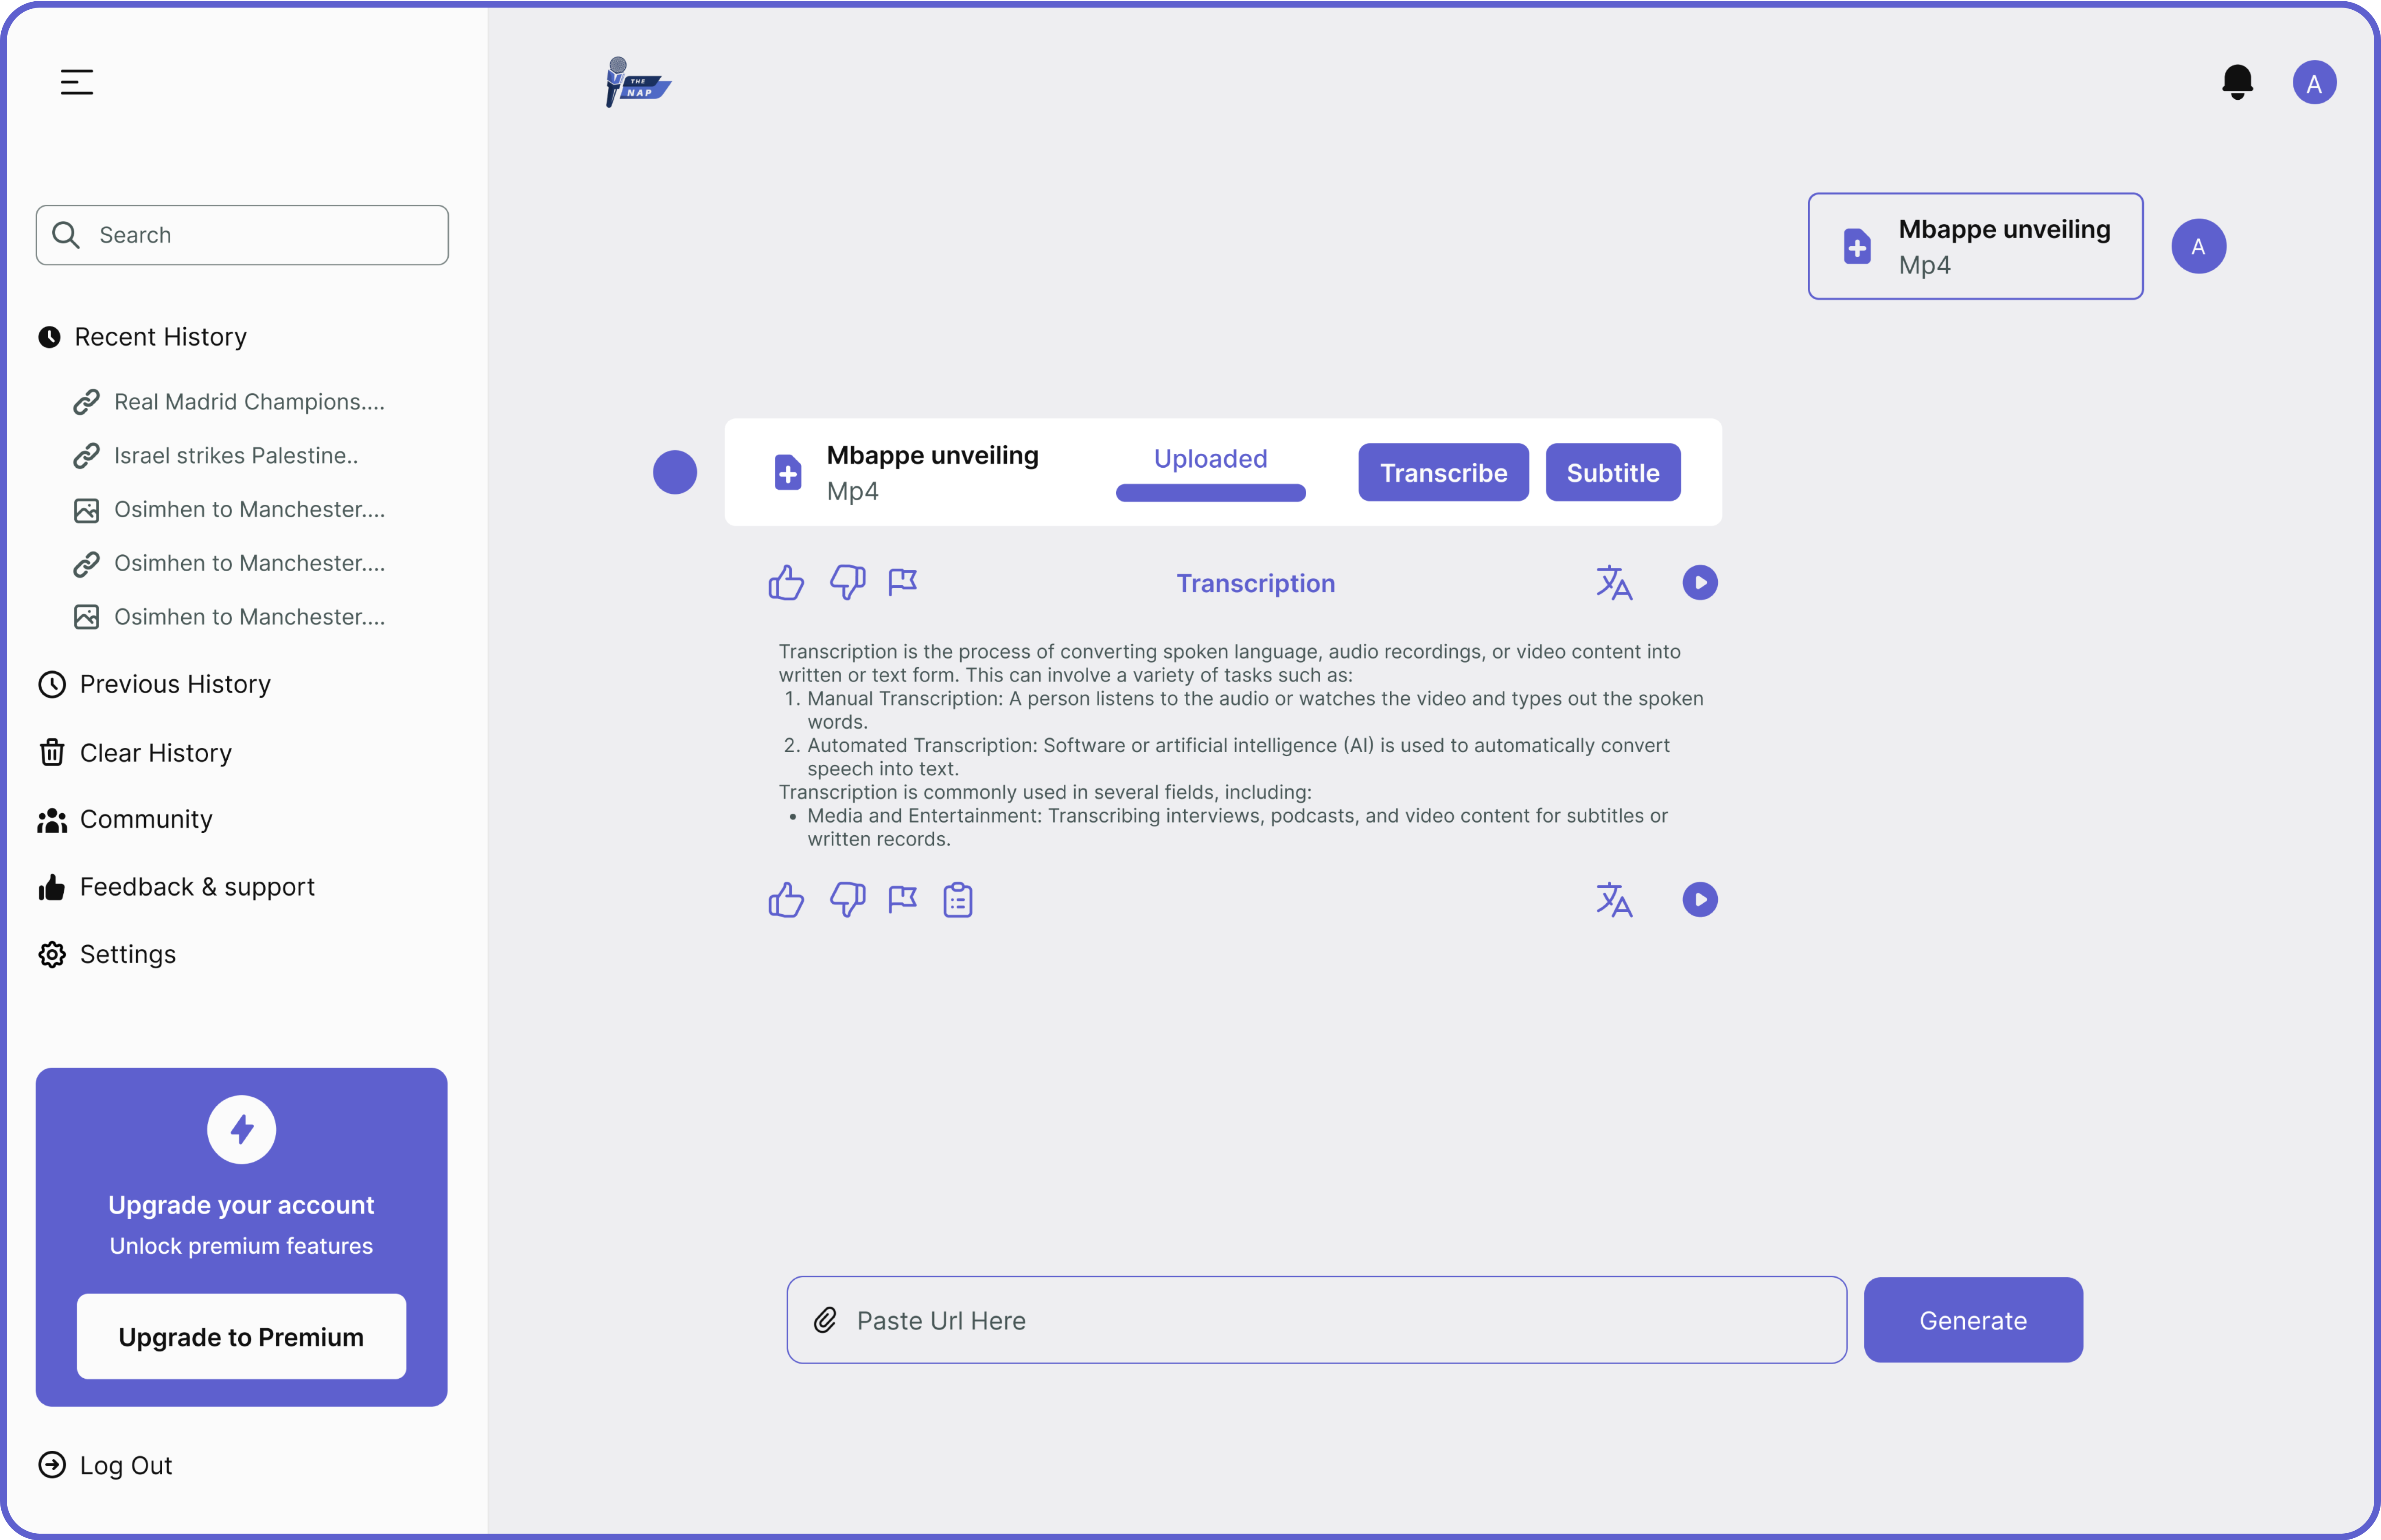 THE
NAP
A
Search
Mbappe unveiling
Mp4
A
Recent History
Real Madrid Champions....
Israel strikes Palestine..
Osimhen to Manchester....
Osimhen to Manchester....
Osimhen to Manchester....
Previous History
Clear History
Community
Feedback & support
Settings
Upgrade your account
Unlock premium features
Upgrade to Premium
Log Out
Mbappe unveiling
Mp4
Uploaded
Transcribe
Subtitle
Transcription
Transcription is the process of converting spoken language, audio recordings, or video content into
written or text form. This can involve a variety of tasks such as:
1. Manual Transcription: A person listens to the audio or watches the video and types out the spoken
words.
2. Automated Transcription: Software or artificial intelligence (AI) is used to automatically convert
speech into text.
Transcription is commonly used in several fields, including:
• Media and Entertainment: Transcribing interviews, podcasts, and video content for subtitles or
written records.
Paste Url Here
Generate